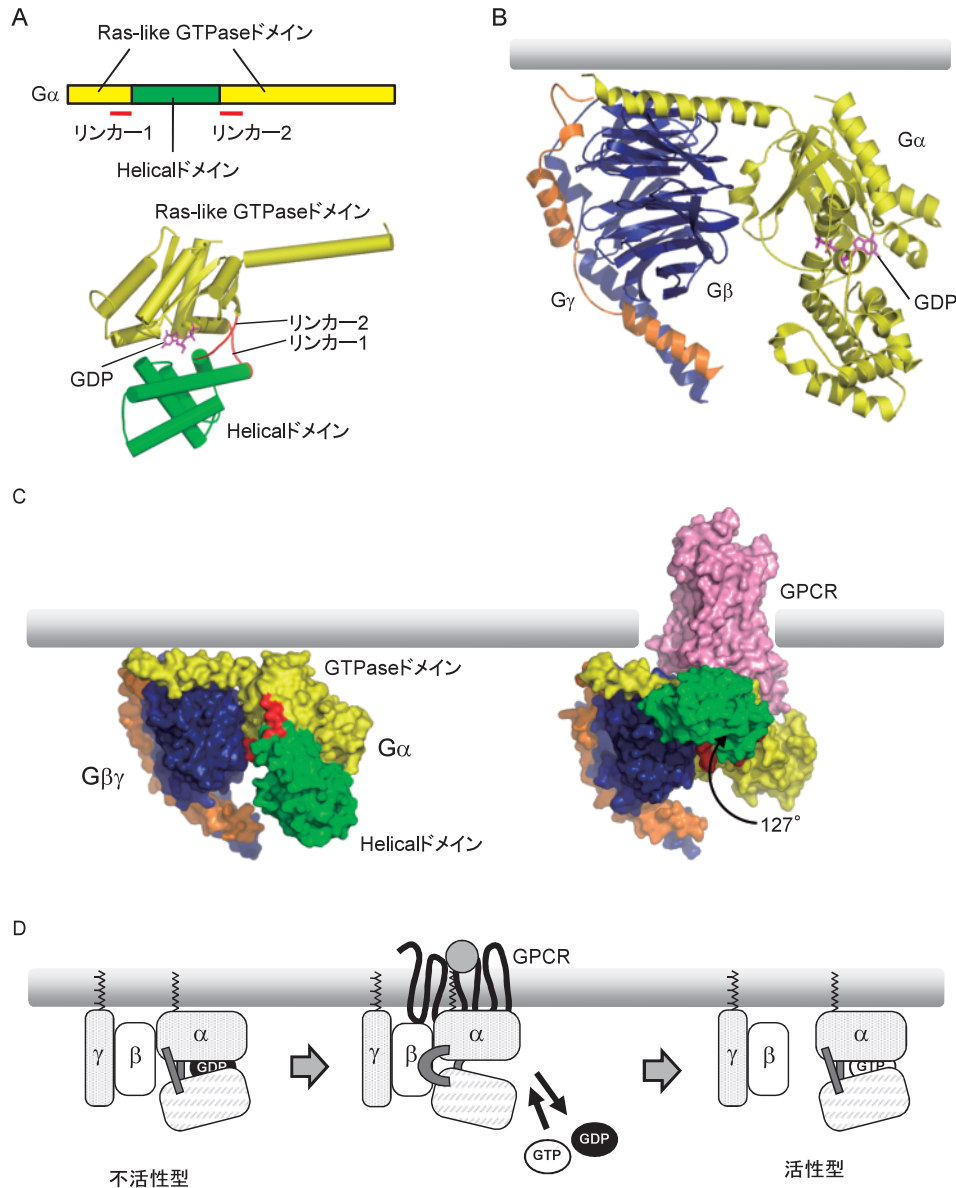 A
Ras-like GTPaseドメイン
Gα
リンカー1
リンカー2
Helicalドメイン
Ras-like GTPaseドメイン
リンカー2
リンカー1
GDP
Helicalドメイン
B
Gα
Gγ
Gβ
GDP
C
GTPaseドメイン
Gα
Gβγ
Helicalドメイン
GPCR
127°
D
γ
β
α
GDP
不活性型
GPCR
γ
β
α
GTP
GDP
γ
β
α
GTP
活性型